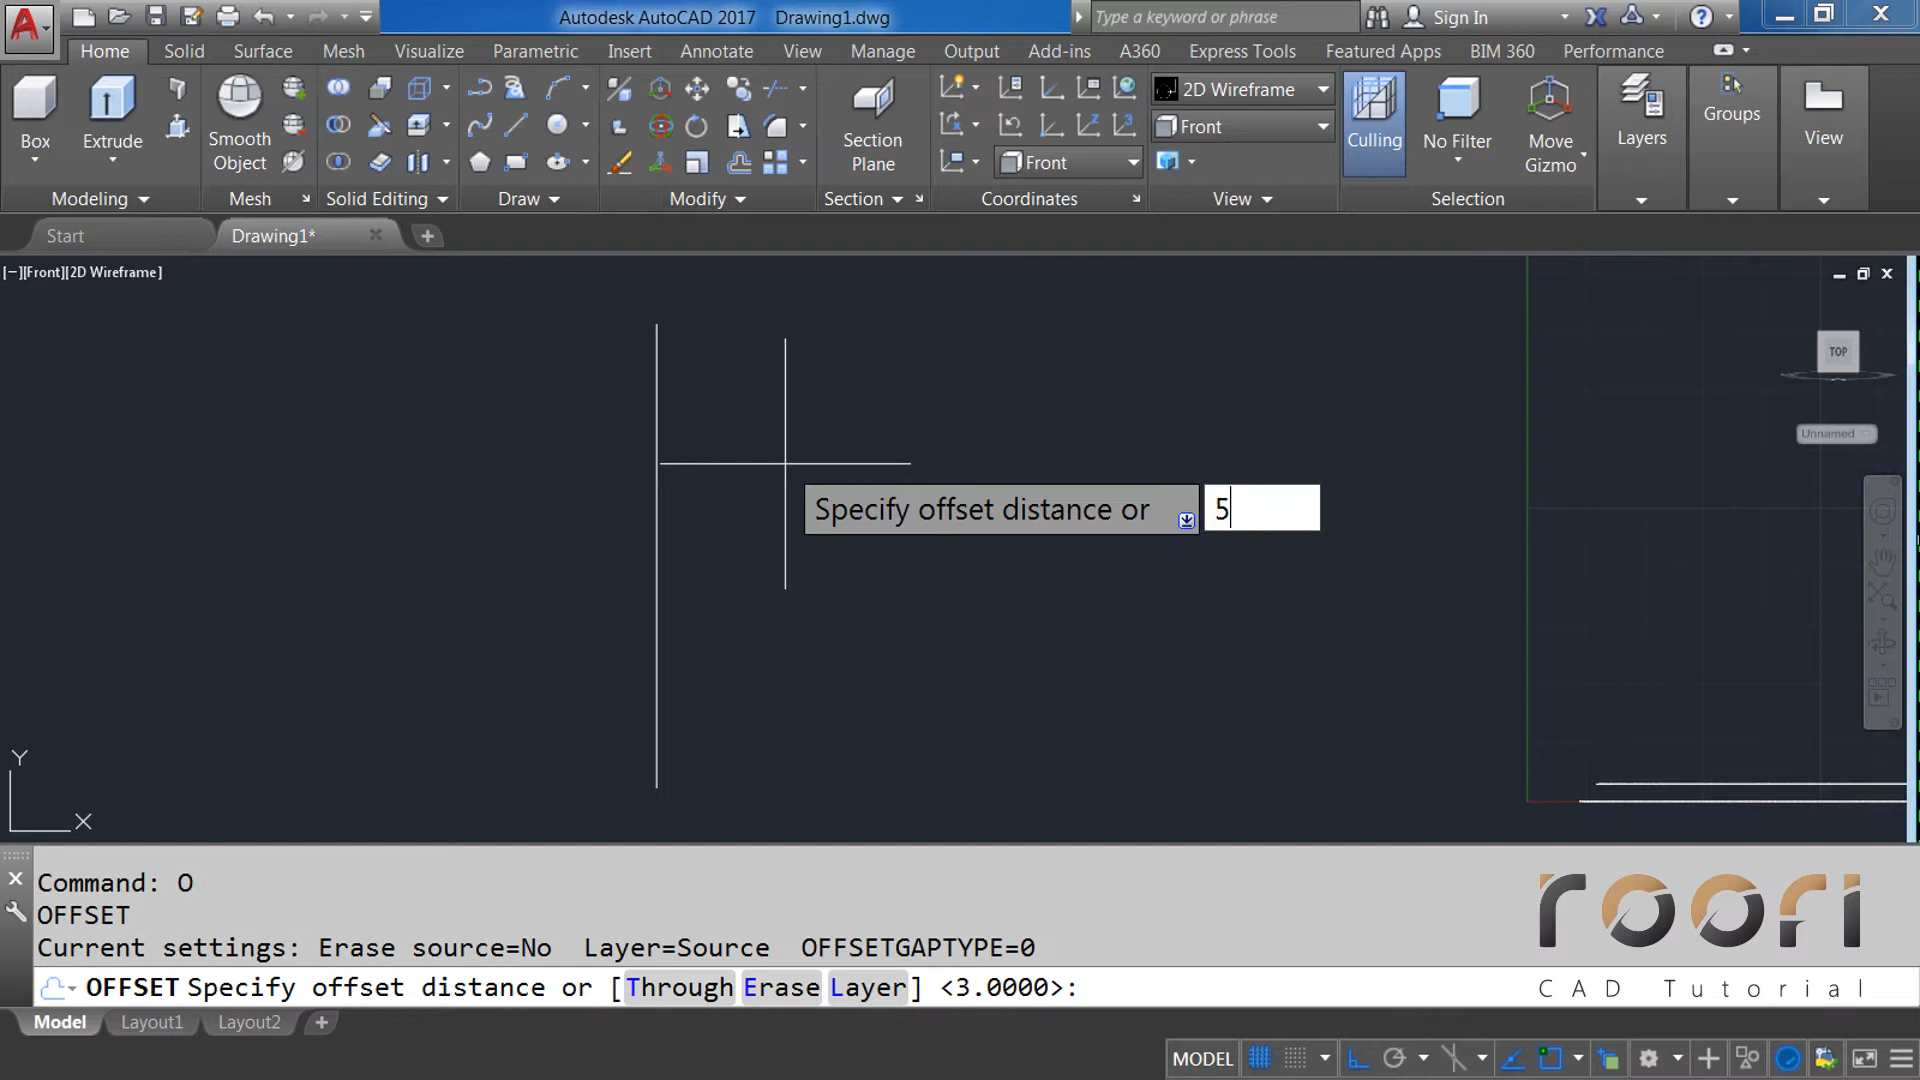 Autodesk AutoCAD 2017 Drawing1.dwg
Type a keyword or phrase
Sign In
Home Solid Surface Mesh Visualize Parametric Insert Annotate View Manage Output Add-ins A360 Express Tools Featured Apps BIM 360 Performance
Box
Extrude
Smooth
Object
Section
Plane
2D Wireframe
Front
Front
Culling
No Filter
Move
Gizmo
Layers
Groups
View
Modeling
Mesh
Solid Editing
Draw
Modify
Section
Coordinates
View
Selection
Start
Drawing1*
[−][Front][2D Wireframe]
TOP
Unnamed
Specify offset distance or 5
Y
X
Command: O
OFFSET
Current settings: Erase source=No Layer=Source OFFSETGAPTYPE=0
OFFSET Specify offset distance or [Through Erase Layer] <3.0000>:
roofi
CAD Tutorial
Model Layout1 Layout2
MODEL